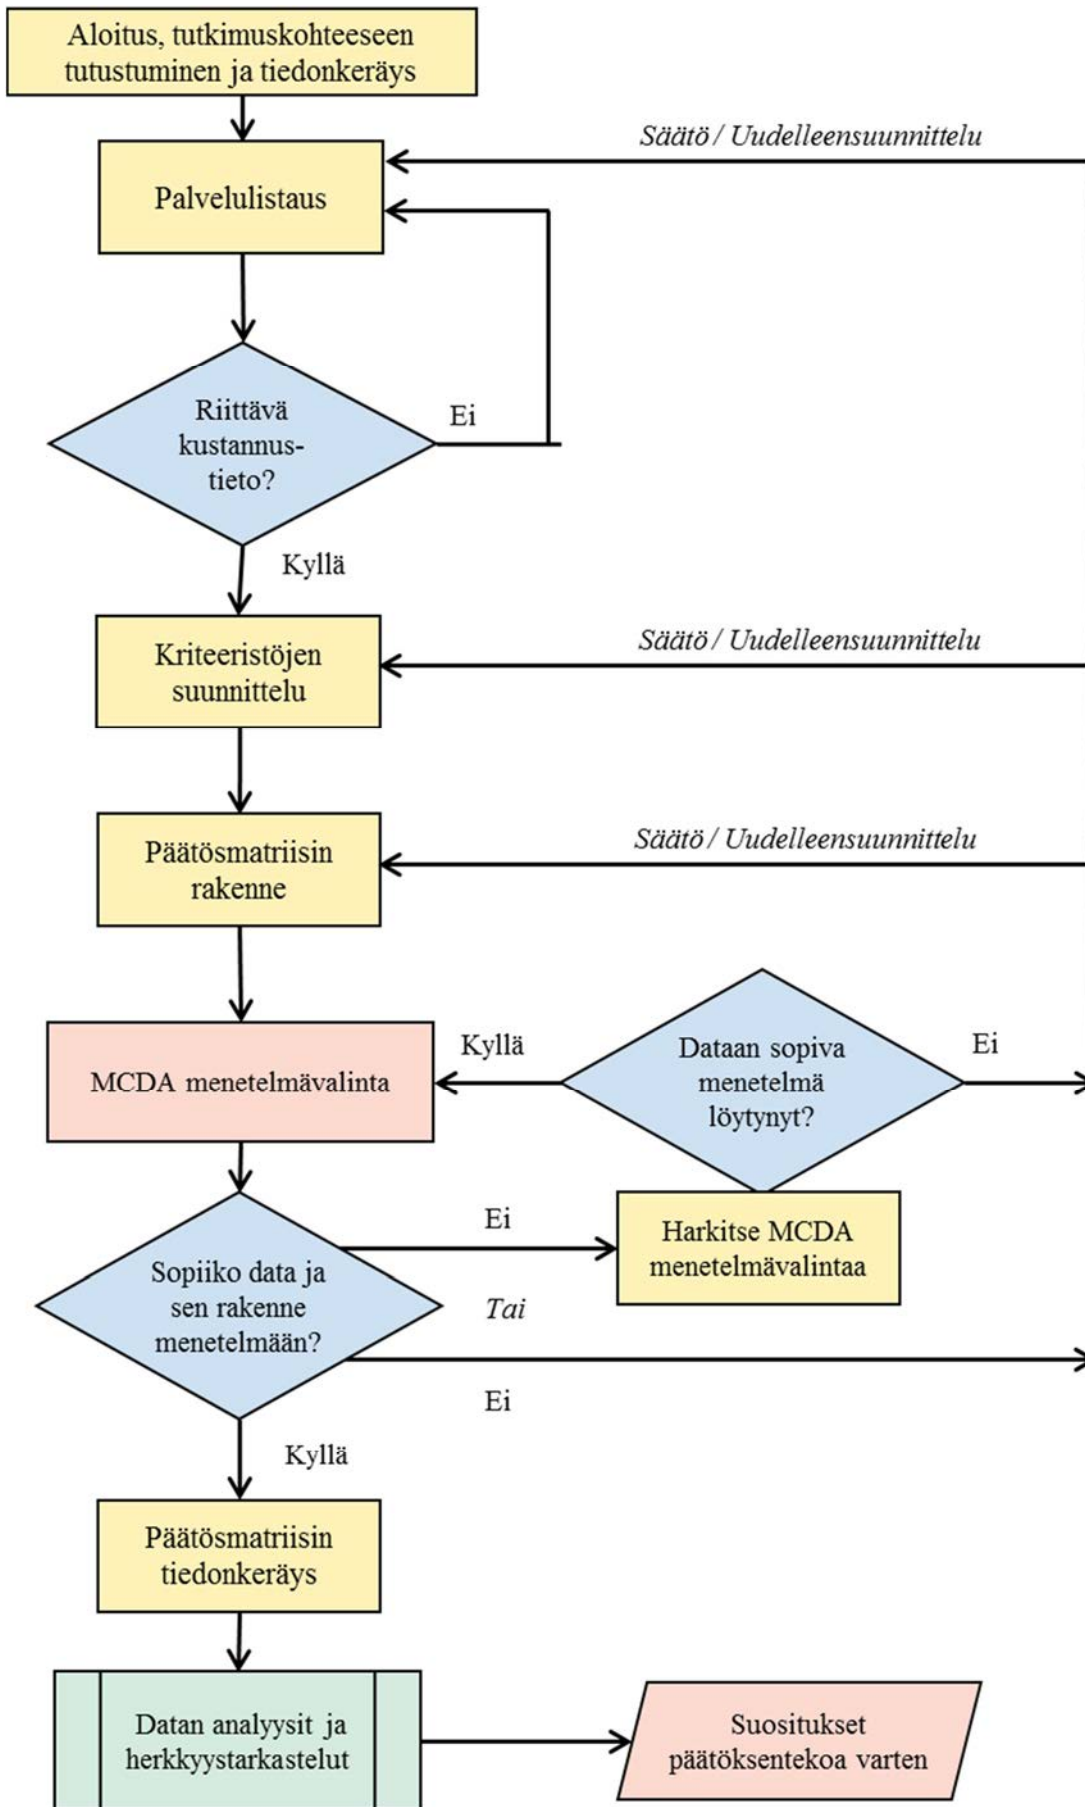 Aloitus, tutkimuskohteeseen
tutustuminen ja tiedonkeräys
Säätö / Uudelleensuunnittelu
Palvelulistaus
Riittävä
kustannus-
tieto?
Ei
Kyllä
Kriteeristöjen
suunnittelu
Säätö / Uudelleensuunnittelu
Päätösmatriisin
rakenne
Säätö / Uudelleensuunnittelu
MCDA menetelmävalinta
Kyllä
Dataan sopiva
menetelmä
löytynyt?
Ei
Sopiiko data ja
sen rakenne
menetelmään?
Ei
Harkitse MCDA
menetelmävalintaa
Tai
Ei
Kyllä
Päätösmatriisin
tiedonkeräys
Datan analyysit ja
herkkyystarkastelut
Suositukset
päätöksentekoa varten